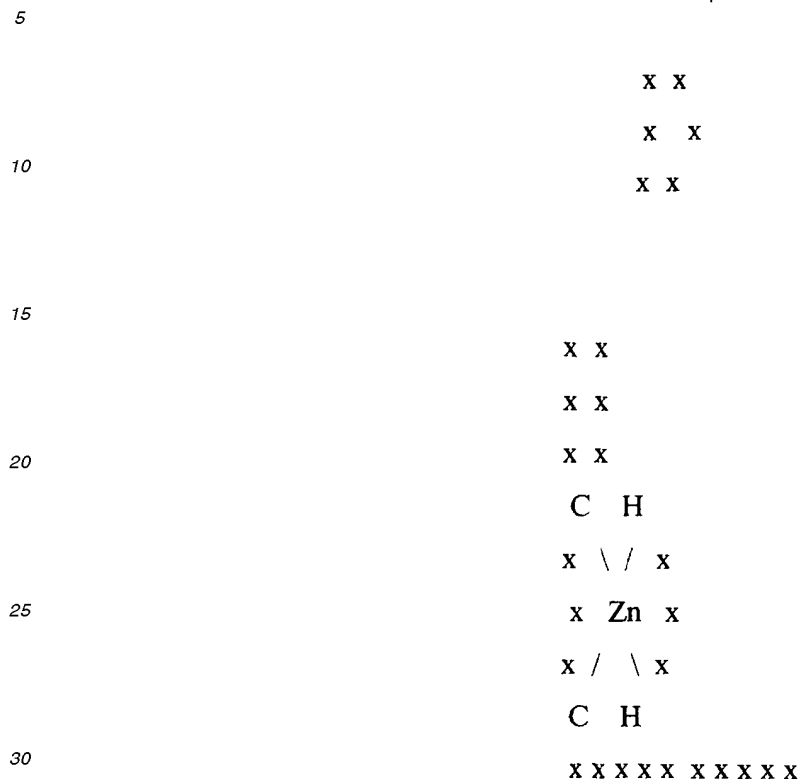 5
x x
x x
10
x x
15
x x
x x
20
x x
C H
x \ / x
25
x Zn x
x / \ x
C H
30
x x x x x x x x x x